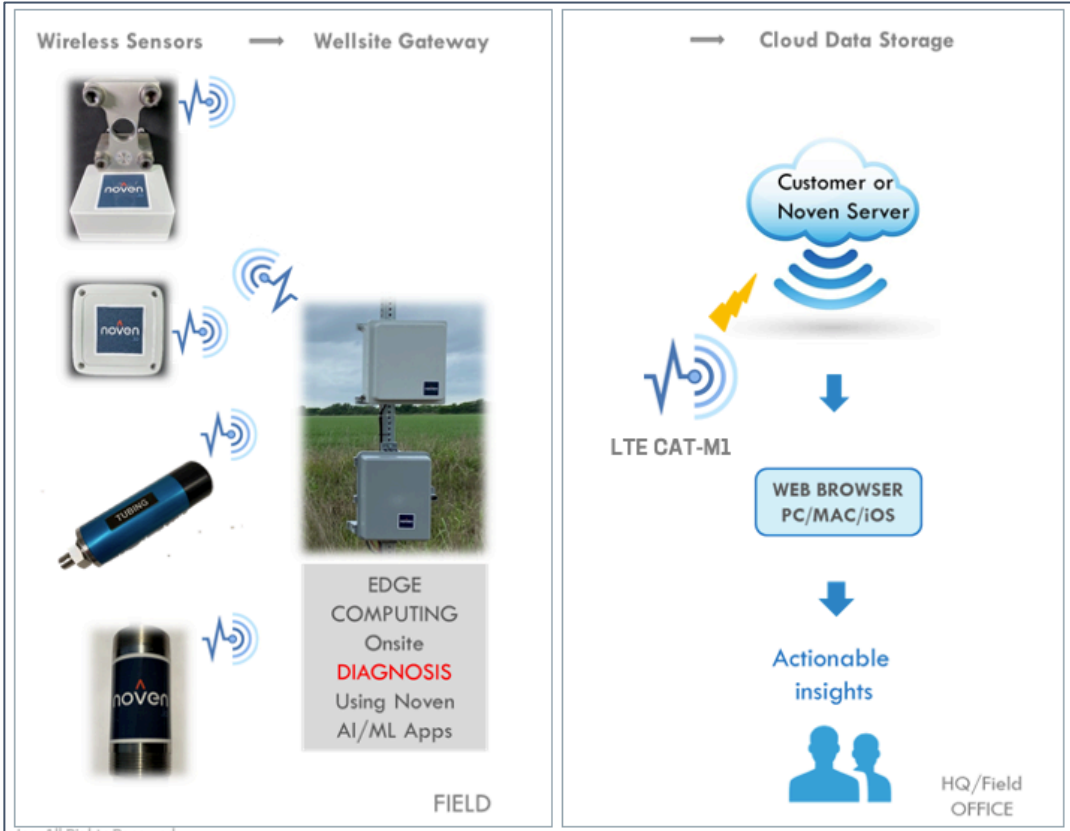 Wireless Sensors → Wellsite Gateway
noven
noven
TUBING
noven
EDGE
COMPUTING
Onsite
DIAGNOSIS
Using Noven
AI/ML Apps
FIELD
→ Cloud Data Storage
Customer or
Noven Server
LTE CAT-M1
WEB BROWSER
PC/MAC/iOS
Actionable
insights
HQ/Field
OFFICE